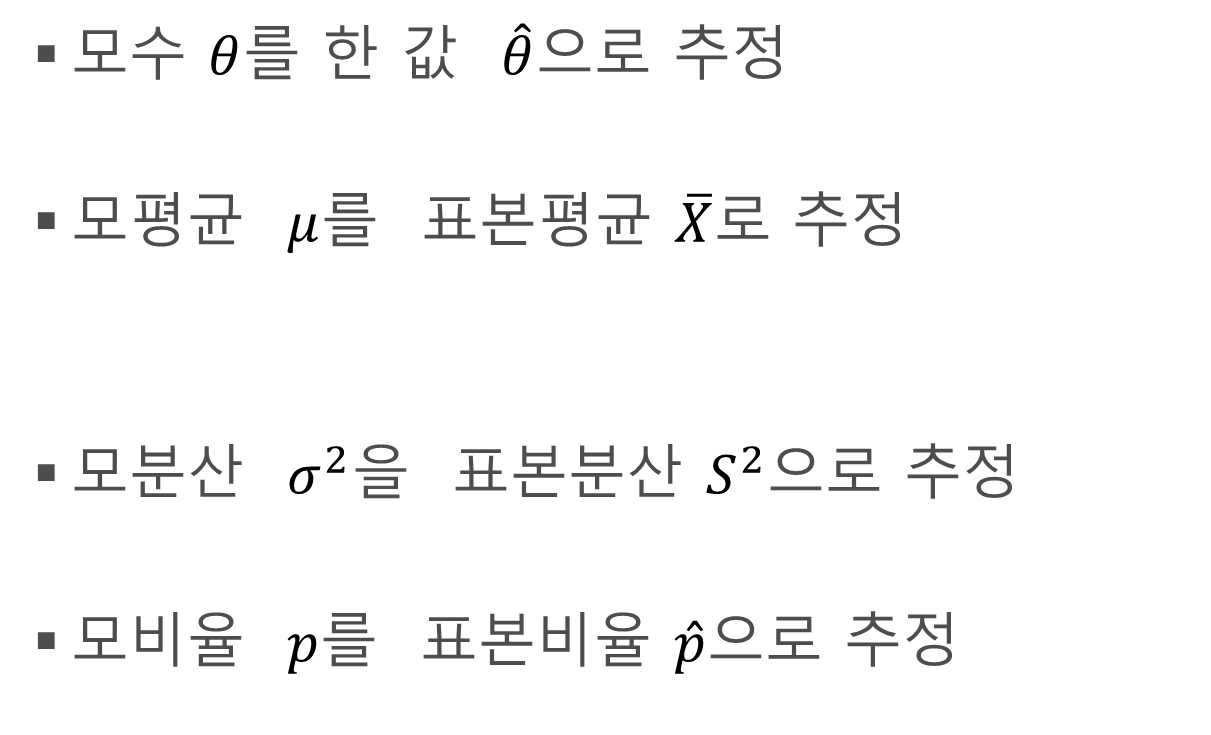 ▪ 모수 θ를 한 값 θ̂으로 추정
▪ 모평균 μ를 표본평균 X̄로 추정
▪ 모분산 σ²을 표본분산 S²으로 추정
▪ 모비율 p를 표본비율 p̂으로 추정